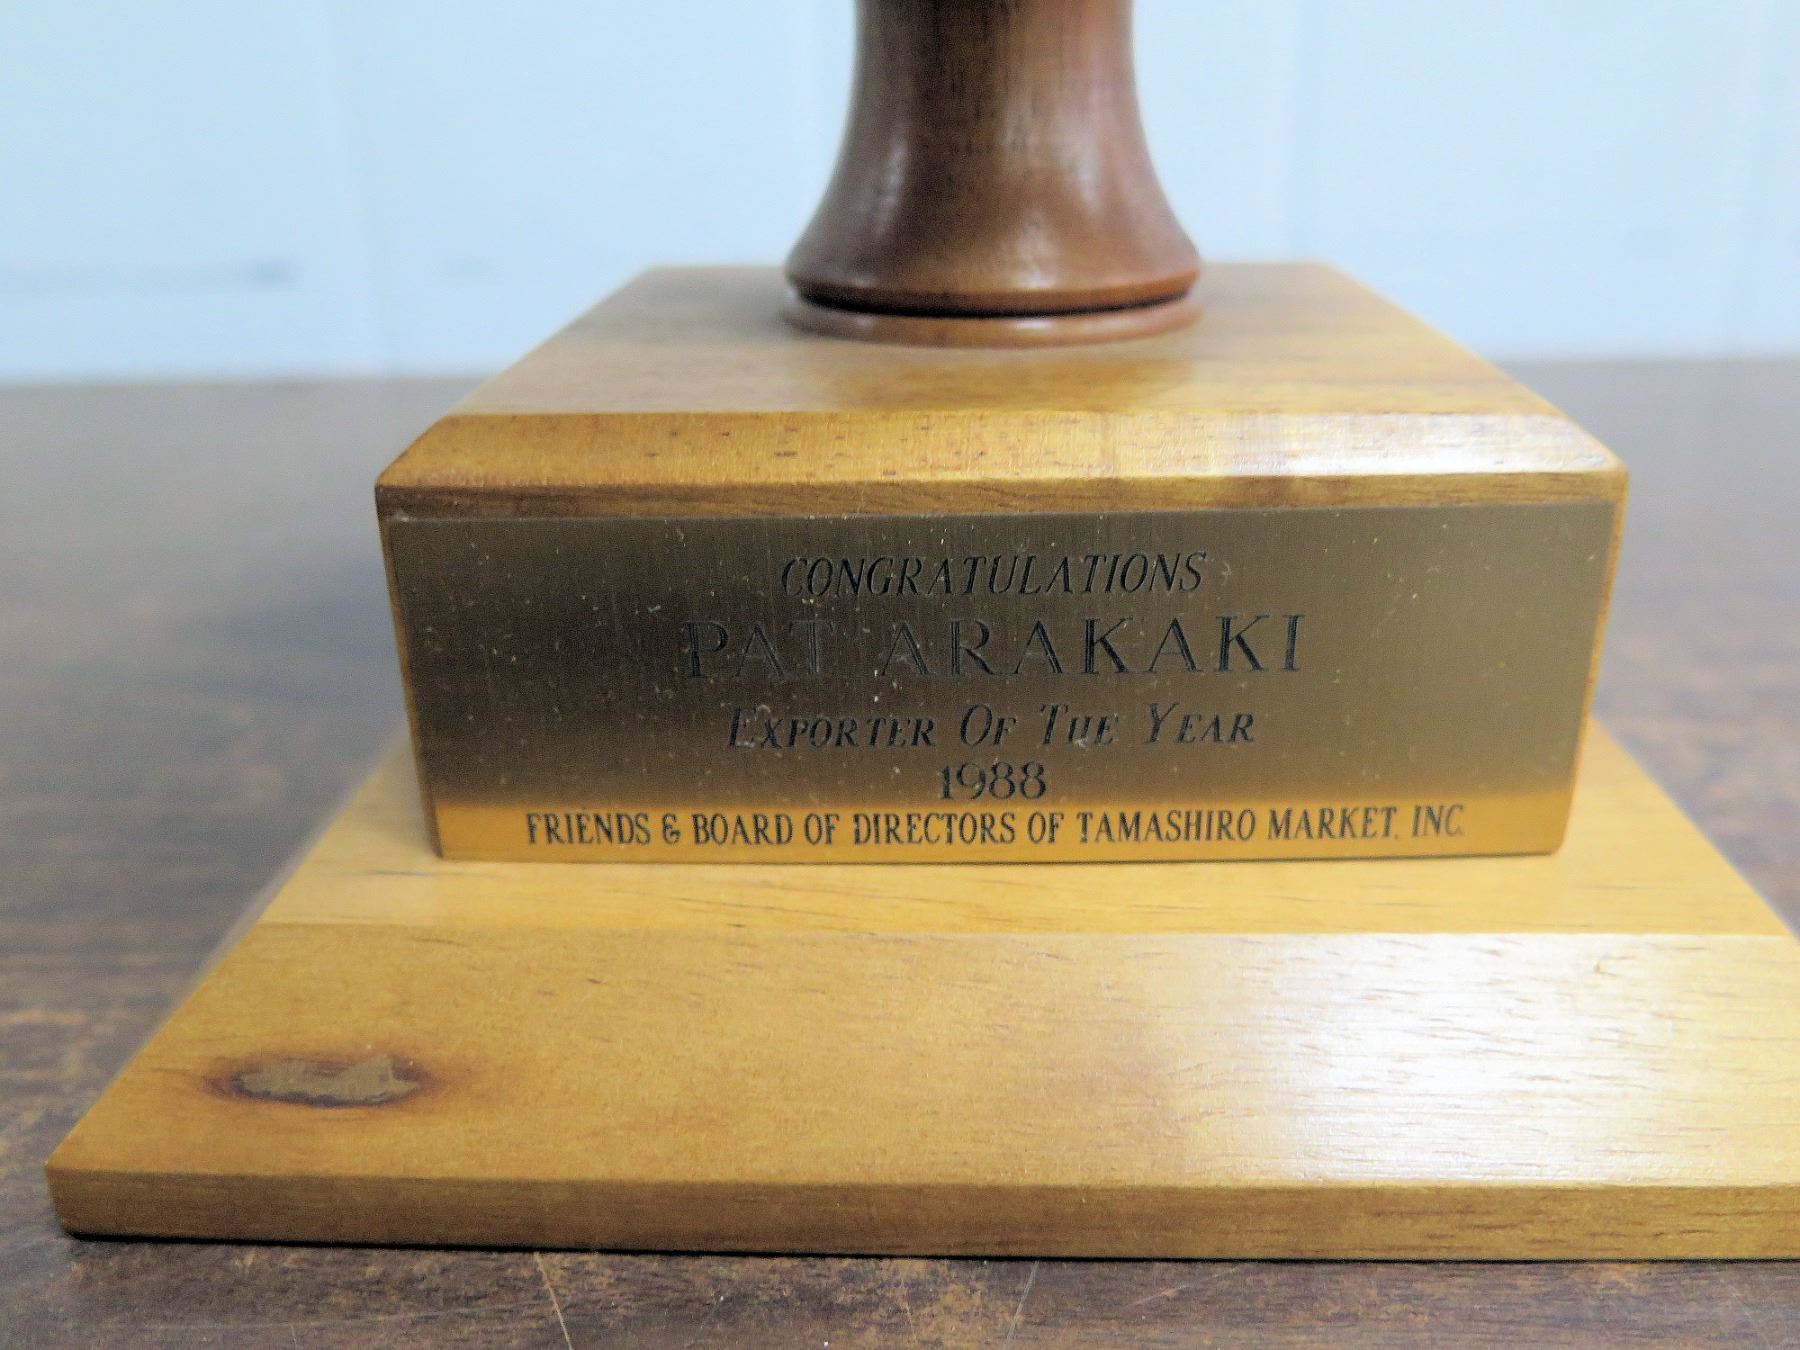 CONGRATULATIONS
PAT ARAKAKI
EXPORTER OF THE YEAR
1988
FRIENDS & BOARD OF DIRECTORS OF TAMASHIRO MARKET, INC.